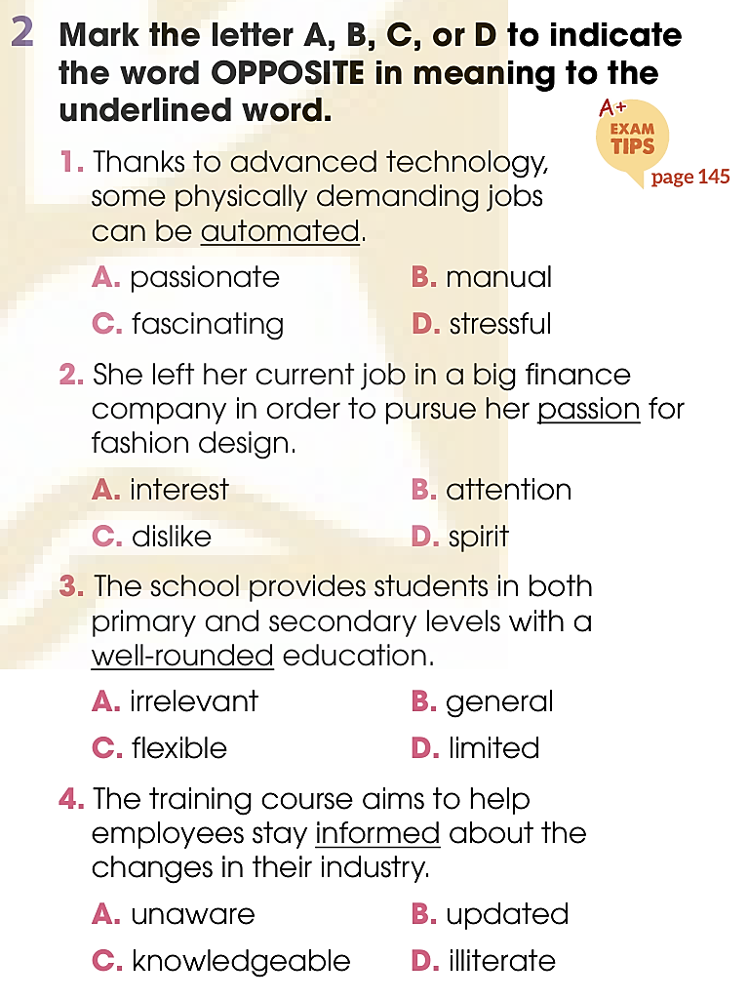 2 Mark the letter A, B, C, or D to indicate
the word OPPOSITE in meaning to the
underlined word.
A+
EXAM
TIPS
page 145
1. Thanks to advanced technology,
some physically demanding jobs
can be automated.
A. passionate B. manual
C. fascinating D. stressful
2. She left her current job in a big finance
company in order to pursue her passion for
fashion design.
A. interest B. attention
C. dislike D. spirit
3. The school provides students in both
primary and secondary levels with a
well-rounded education.
A. irrelevant B. general
C. flexible D. limited
4. The training course aims to help
employees stay informed about the
changes in their industry.
A. unaware B. updated
C. knowledgeable D. illiterate